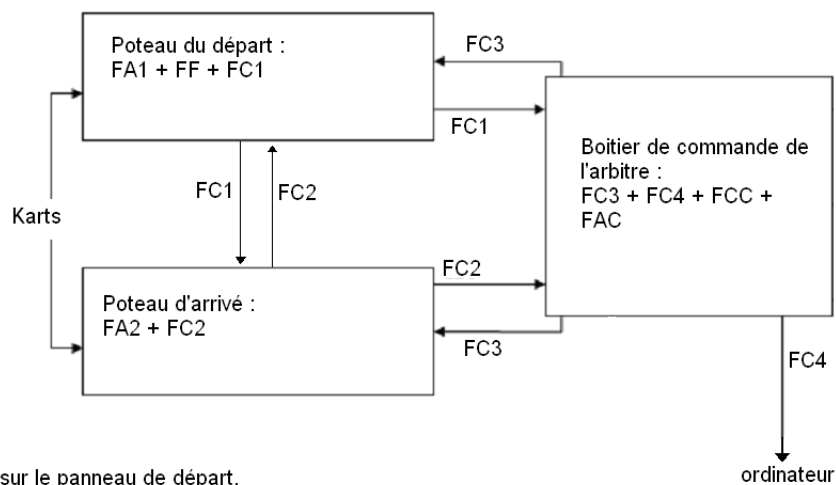 Poteau du départ :
FA1 + FF + FC1
FC3
FC1
Boitier de commande de
l'arbitre :
FC3 + FC4 + FCC +
FAC
FC1
FC2
Karts
Poteau d'arrivé :
FA2 + FC2
FC2
FC3
FC4
sur le panneau de départ.
ordinateur